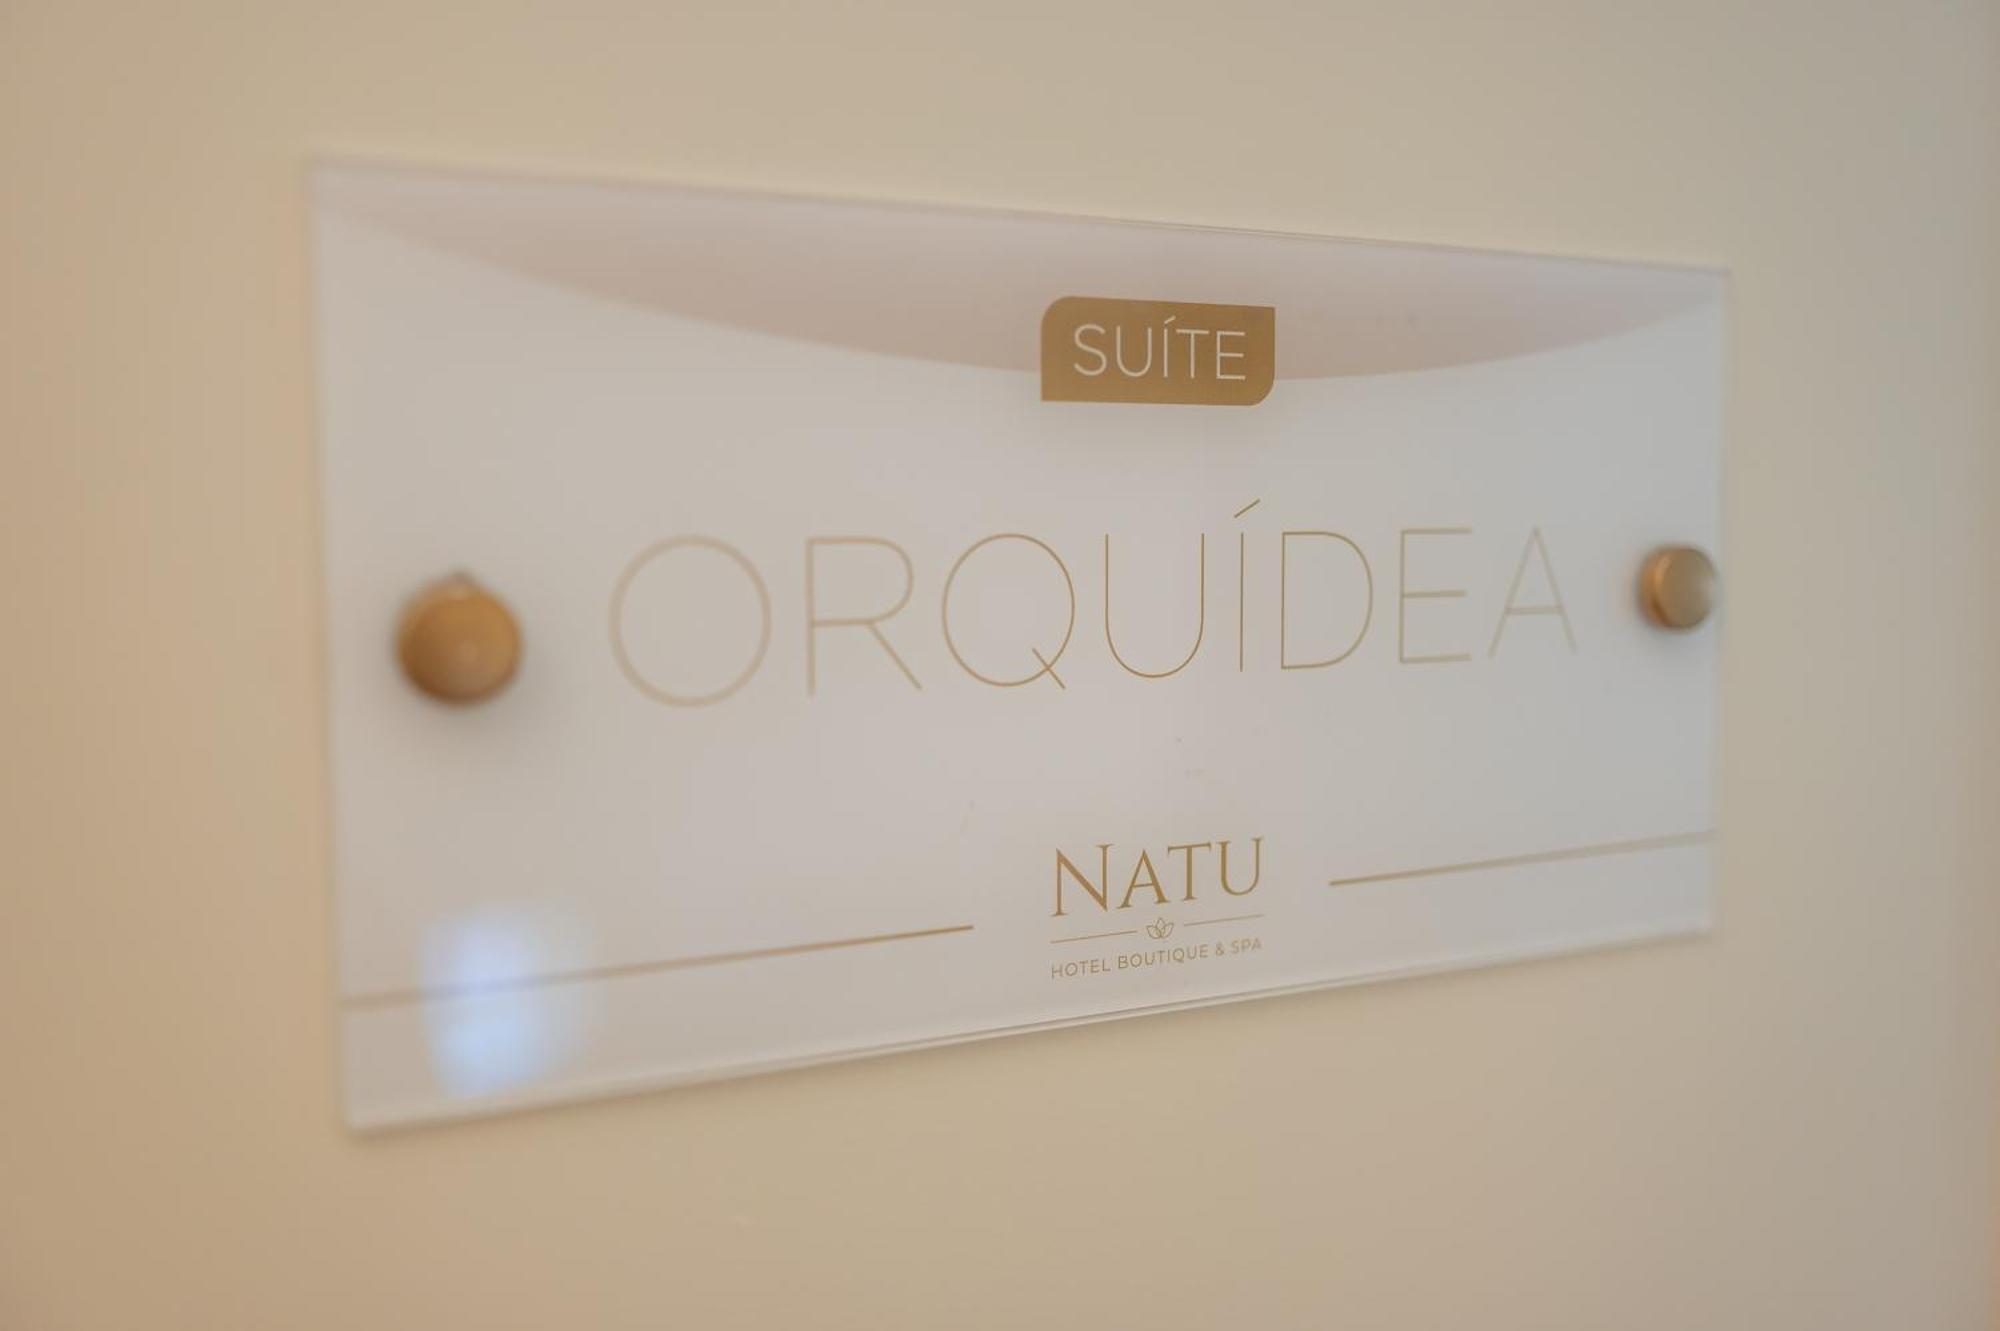 SUÍTE
ORQUÍDEA
NATU
HOTEL BOUTIQUE & SPA